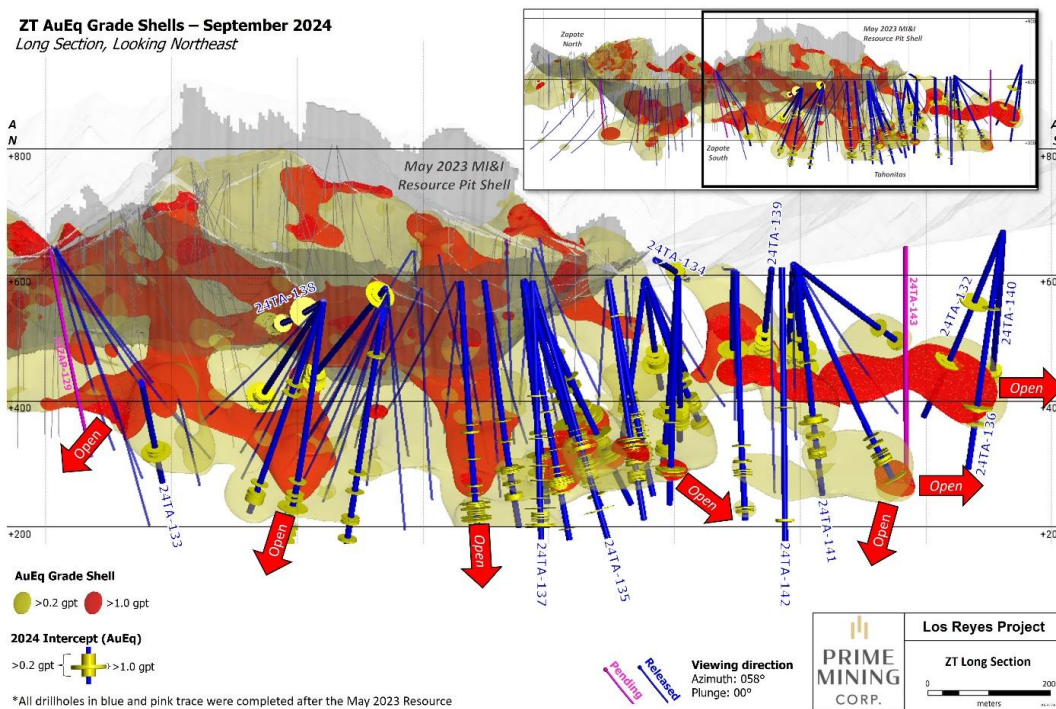 ZT AuEq Grade Shells – September 2024
Long Section, Looking Northeast
Zapote
North
May 2023 MI&I
Resource Pit Shell
+600
Zapote
South
Tahonitas
A
N
+800
A
+80
May 2023 MI&I
Resource Pit Shell
+600
+60
24TA-138
24TA-134
24TA-139
24TA-143
24TA-132
24TA-140
ZAP-129
+400
Open
Open
24TA-136
Open
Open
24TA-133
Open
Open
Open
+200
+20
24TA-137
24TA-135
24TA-142
24TA-141
AuEq Grade Shell
>0.2 gpt
>1.0 gpt
2024 Intercept (AuEq)
>0.2 gpt
>1.0 gpt
*All drillholes in blue and pink trace were completed after the May 2023 Resource
Pending
Released
Viewing direction
Azimuth: 058°
Plunge: 00°
PRIME
MINING
CORP.
Los Reyes Project
ZT Long Section
0
200
meters